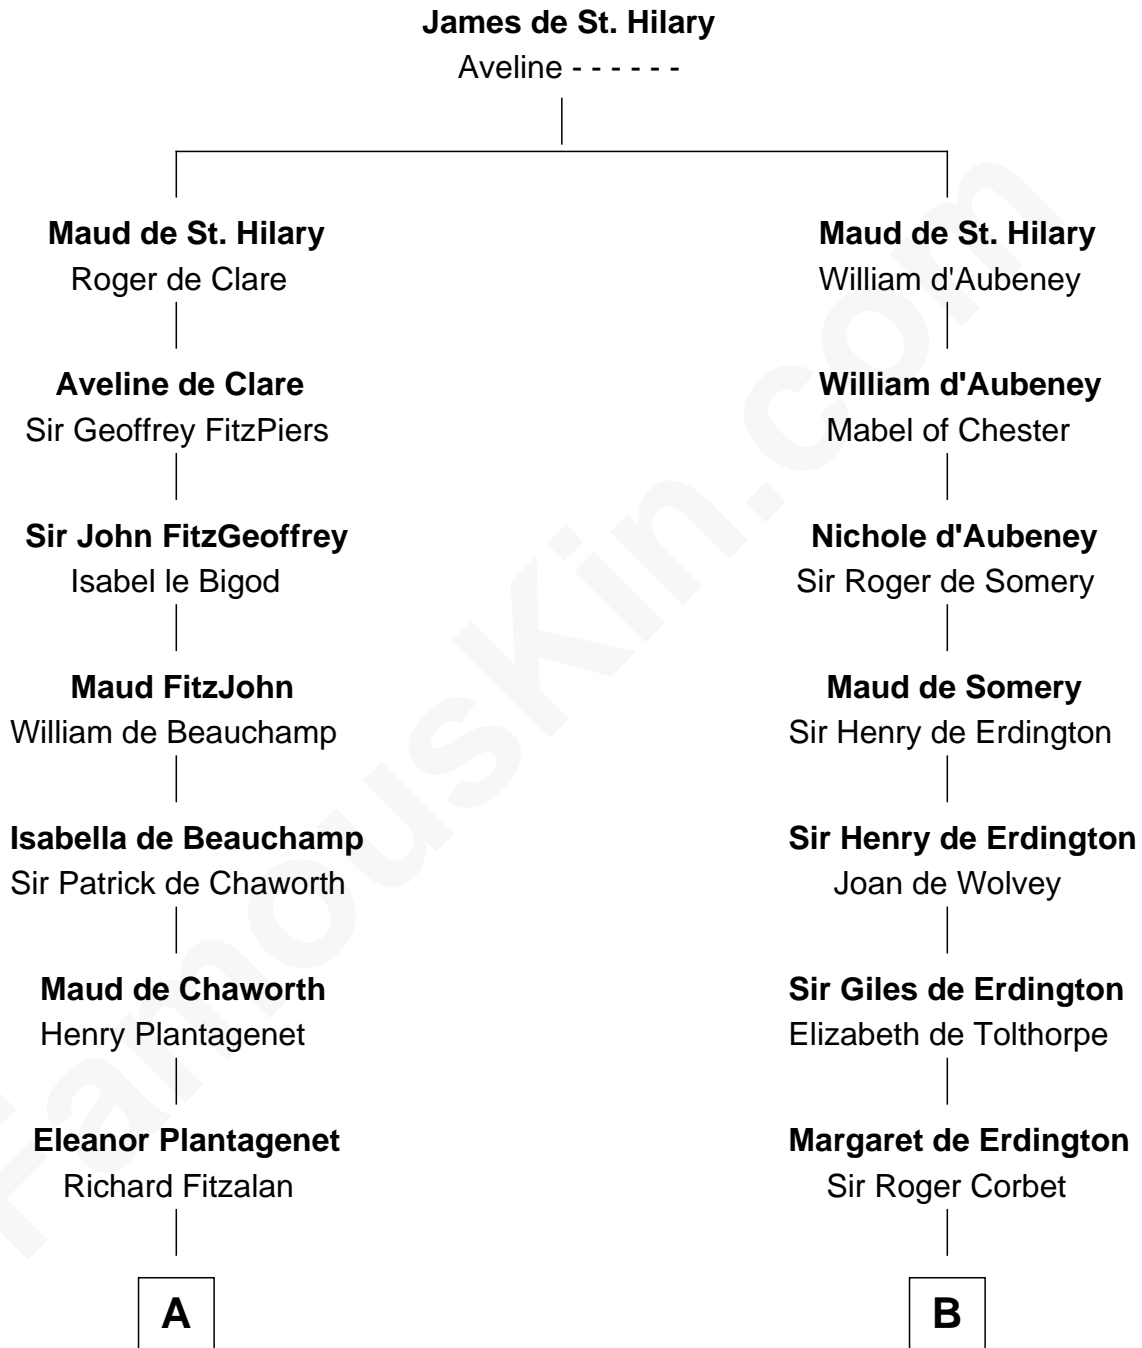 James de St. Hilary
Aveline - - - - - -
Maud de St. Hilary
Roger de Clare
Aveline de Clare
Sir Geoffrey FitzPiers
Sir John FitzGeoffrey
Isabel le Bigod
Maud FitzJohn
William de Beauchamp
Isabella de Beauchamp
Sir Patrick de Chaworth
Maud de Chaworth
Henry Plantagenet
Eleanor Plantagenet
Richard Fitzalan
A
Maud de St. Hilary
William d'Aubeney
William d'Aubeney
Mabel of Chester
Nichole d'Aubeney
Sir Roger de Somery
Maud de Somery
Sir Henry de Erdington
Sir Henry de Erdington
Joan de Wolvey
Sir Giles de Erdington
Elizabeth de Tolthorpe
Margaret de Erdington
Sir Roger Corbet
B
FamousKin.com